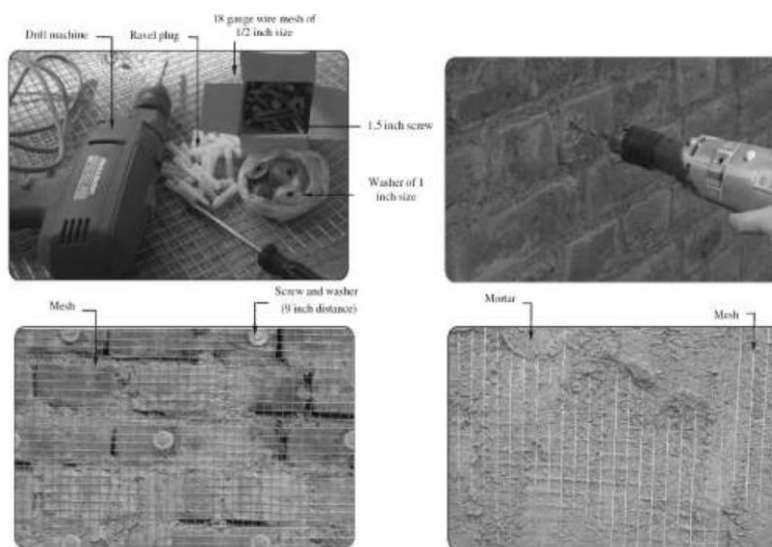 18 gauge wire mesh of
1/2 inch size
Drill machine
Ravel plug
1.5 inch screw
Washer of 1
inch size
Mesh
Screw and washer
(9 inch distance)
Mortar
Mesh